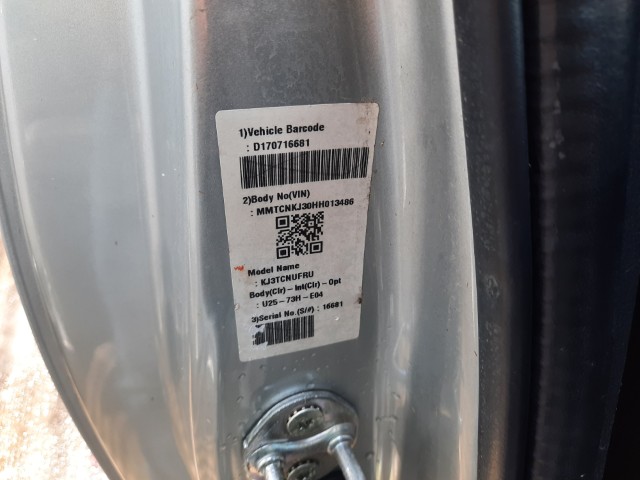 1)Vehicle Barcode
: D170716681
2)Body No(VIN)
: MMTCNKJ30HH013486
Model Name
: KJ3TCNUFRU
Body(Clr)-Int(Clr)-Opt
: U25-73H-E04
3)Serial No.(S/#) : 16681